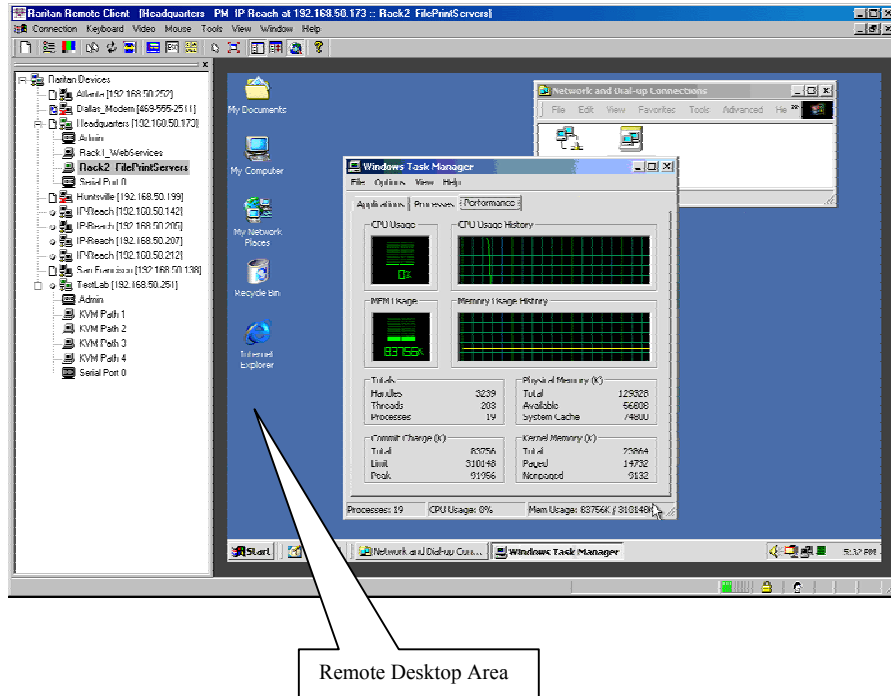 Raritan Remote Client [Headquarters PM IP Reach at 192.168.50.173 :: Rack2 FilePrintServers]
Connection Keyboard Video Mouse Tools View Window Help
Raritan Devices
Atlanta [192.168.50.252]
Dallas_Modem [469-555-2511]
Headquarters [192.168.50.173]
Admin
Rack1_WebServices
Rack2 FilePrintServers
Serial Port 0
Huntsville [192.168.50.199]
IP-Reach [192.168.50.142]
IP-Reach [192.168.50.205]
IP-Reach [192.168.50.207]
IP-Reach [192.168.50.212]
San Francisco [192.168.50.138]
TestLab [192.168.50.251]
Admin
KVM Path 1
KVM Path 2
KVM Path 3
KVM Path 4
Serial Port 0
My Documents
My Computer
My Network
Places
Recycle Bin
Internet
Explorer
Network and Dial-up Connections
File Edit View Favorites Tools Advanced He »
Windows Task Manager
File Options View Help
Applications Processes Performance
CPU Usage
CPU Usage History
0%
MEM Usage
Memory Usage History
83756K
Totals
Handles 3239
Threads 203
Processes 19
Physical Memory (K)
Total 129328
Available
System Cache
Commit Charge (K)
Total 83756
Limit 310148
Peak 91956
Kernel Memory (K)
Total 23864
Paged 14732
Nonpaged 9132
Processes: 19 CPU Usage: 0% Mem Usage: 83756K / 310148K
Start
Network and Dial-up Con...
Windows Task Manager
5:32 PM
Remote Desktop Area